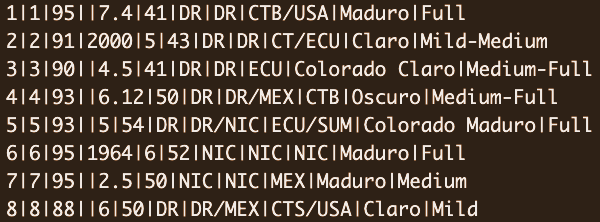 1|1|95||7.4|41|DR|DR|CTB/USA|Maduro|Full
2|2|91|2000|5|43|DR|DR|CT/ECU|Claro|Mild-Medium
3|3|90||4.5|41|DR|DR|ECU|Colorado Claro|Medium-Full
4|4|93||6.12|50|DR|DR/MEX|CTB|Oscuro|Medium-Full
5|5|93||5|54|DR|DR/NIC|ECU/SUM|Colorado Maduro|Full
6|6|95|1964|6|52|NIC|NIC|NIC|Maduro|Full
7|7|95||2.5|50|NIC|NIC|MEX|Maduro|Medium
8|8|88||6|50|DR|DR/MEX|CTS/USA|Claro|Mild